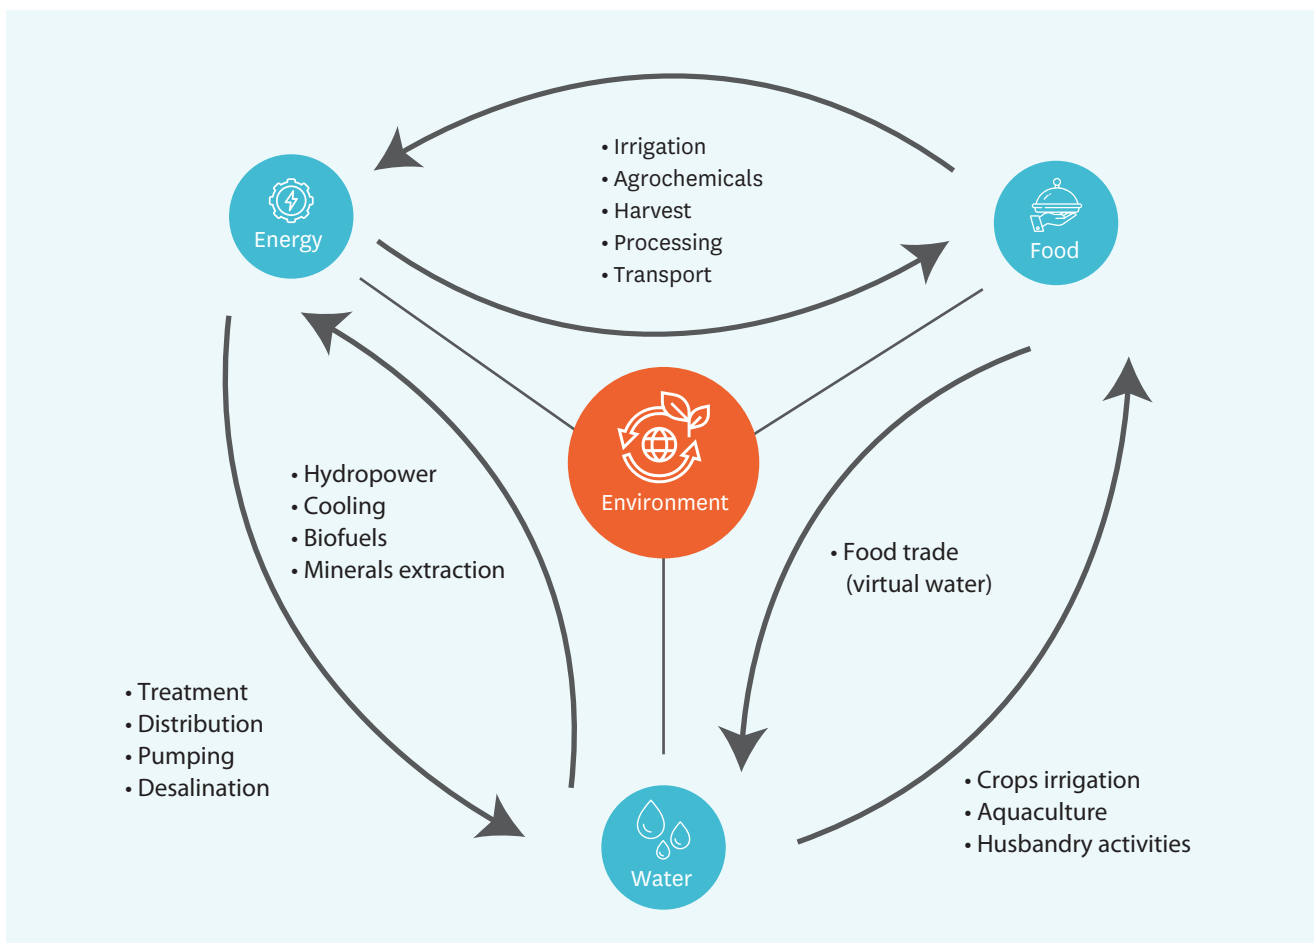 • Irrigation
• Agrochemicals
• Harvest
• Processing
• Transport
Energy
Food
Environment
• Hydropower
• Cooling
• Biofuels
• Minerals extraction
• Food trade
(virtual water)
• Treatment
• Distribution
• Pumping
• Desalination
• Crops irrigation
• Aquaculture
• Husbandry activities
Water